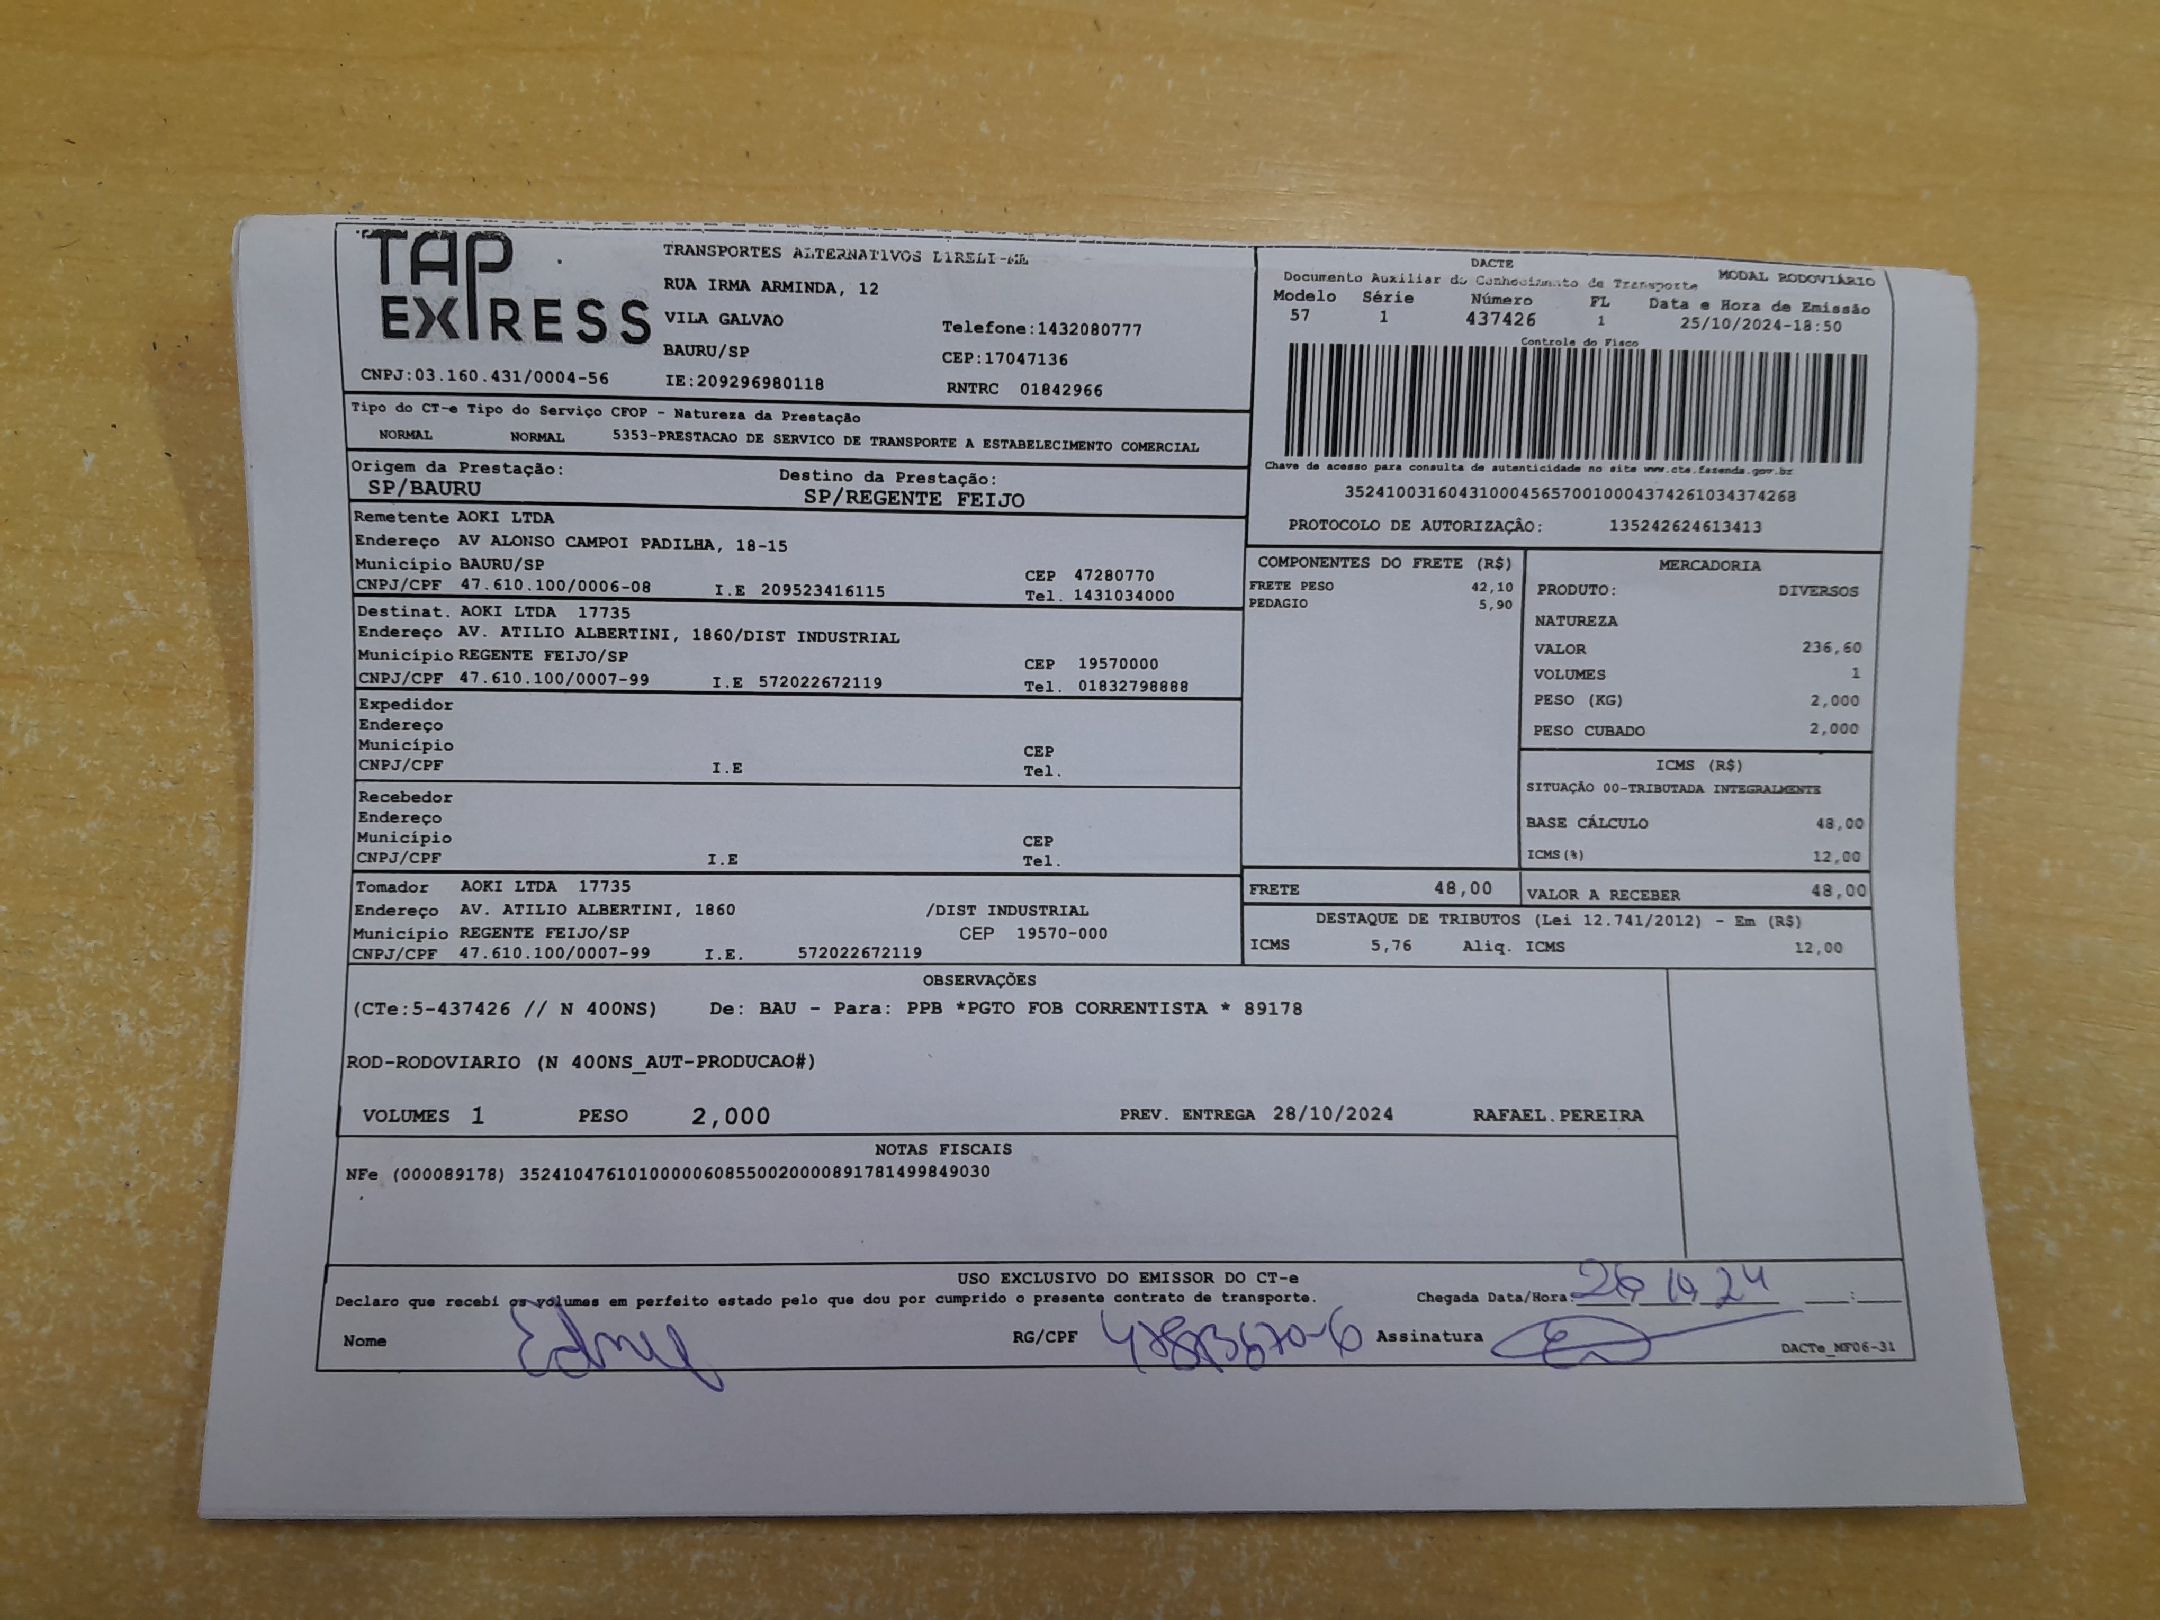 TAP EXPRESS
TRANSPORTES ALTERNATIVOS EIRELI-ME
RUA IRMA ARMINDA, 12
VILA GALVAO Telefone:1432080777
BAURU/SP CEP:17047136
CNPJ:03.160.431/0004-56 IE:209296980118 RNTRC 01842966
DACTE
Documento Auxiliar do Conhecimento de Transporte MODAL RODOVIÁRIO
Modelo Série Número FL Data e Hora de Emissão
57 1 437426 1 25/10/2024-18:50
Controle do Fisco
Chave de acesso para consulta de autenticidade no site www.cte.fazenda.gov.br
35241003160431000456570010004374261034374268
PROTOCOLO DE AUTORIZAÇÃO: 135242624613413
Tipo do CT-e Tipo do Serviço CFOP - Natureza da Prestação
NORMAL NORMAL 5353-PRESTACAO DE SERVICO DE TRANSPORTE A ESTABELECIMENTO COMERCIAL
Origem da Prestação: Destino da Prestação:
SP/BAURU SP/REGENTE FEIJO
Remetente AOKI LTDA
Endereço AV ALONSO CAMPOI PADILHA, 18-15
Município BAURU/SP CEP 47280770
CNPJ/CPF 47.610.100/0006-08 I.E 209523416115 Tel. 1431034000
Destinat. AOKI LTDA 17735
Endereço AV. ATILIO ALBERTINI, 1860/DIST INDUSTRIAL
Município REGENTE FEIJO/SP CEP 19570000
CNPJ/CPF 47.610.100/0007-99 I.E 572022672119 Tel. 01832798888
Expedidor
Endereço
Município CEP
CNPJ/CPF I.E Tel.
Recebedor
Endereço
Município CEP
CNPJ/CPF I.E Tel.
Tomador AOKI LTDA 17735
Endereço AV. ATILIO ALBERTINI, 1860 /DIST INDUSTRIAL
Município REGENTE FEIJO/SP CEP 19570-000
CNPJ/CPF 47.610.100/0007-99 I.E. 572022672119
COMPONENTES DO FRETE (R$)
FRETE PESO 42,10
PEDAGIO 5,90
MERCADORIA
PRODUTO: DIVERSOS
NATUREZA
VALOR 236,60
VOLUMES 1
PESO (KG) 2,000
PESO CUBADO 2,000
ICMS (R$)
SITUAÇÃO 00-TRIBUTADA INTEGRALMENTE
BASE CÁLCULO 48,00
ICMS(%) 12,00
FRETE 48,00 VALOR A RECEBER 48,00
DESTAQUE DE TRIBUTOS (Lei 12.741/2012) - Em (R$)
ICMS 5,76 Aliq. ICMS 12,00
OBSERVAÇÕES
(CTe:5-437426 // N 400NS) De: BAU - Para: PPB *PGTO FOB CORRENTISTA * 89178
ROD-RODOVIARIO (N 400NS_AUT-PRODUCAO#)
VOLUMES 1 PESO 2,000 PREV. ENTREGA 28/10/2024 RAFAEL.PEREIRA
NOTAS FISCAIS
NFe (000089178) 35241047610100000608550020000891781499849030
USO EXCLUSIVO DO EMISSOR DO CT-e
Declaro que recebi os volumes em perfeito estado pelo que dou por cumprido o presente contrato de transporte. Chegada Data/Hora: 26 10 24 :
Nome RG/CPF Assinatura
DACTe_MF06-31